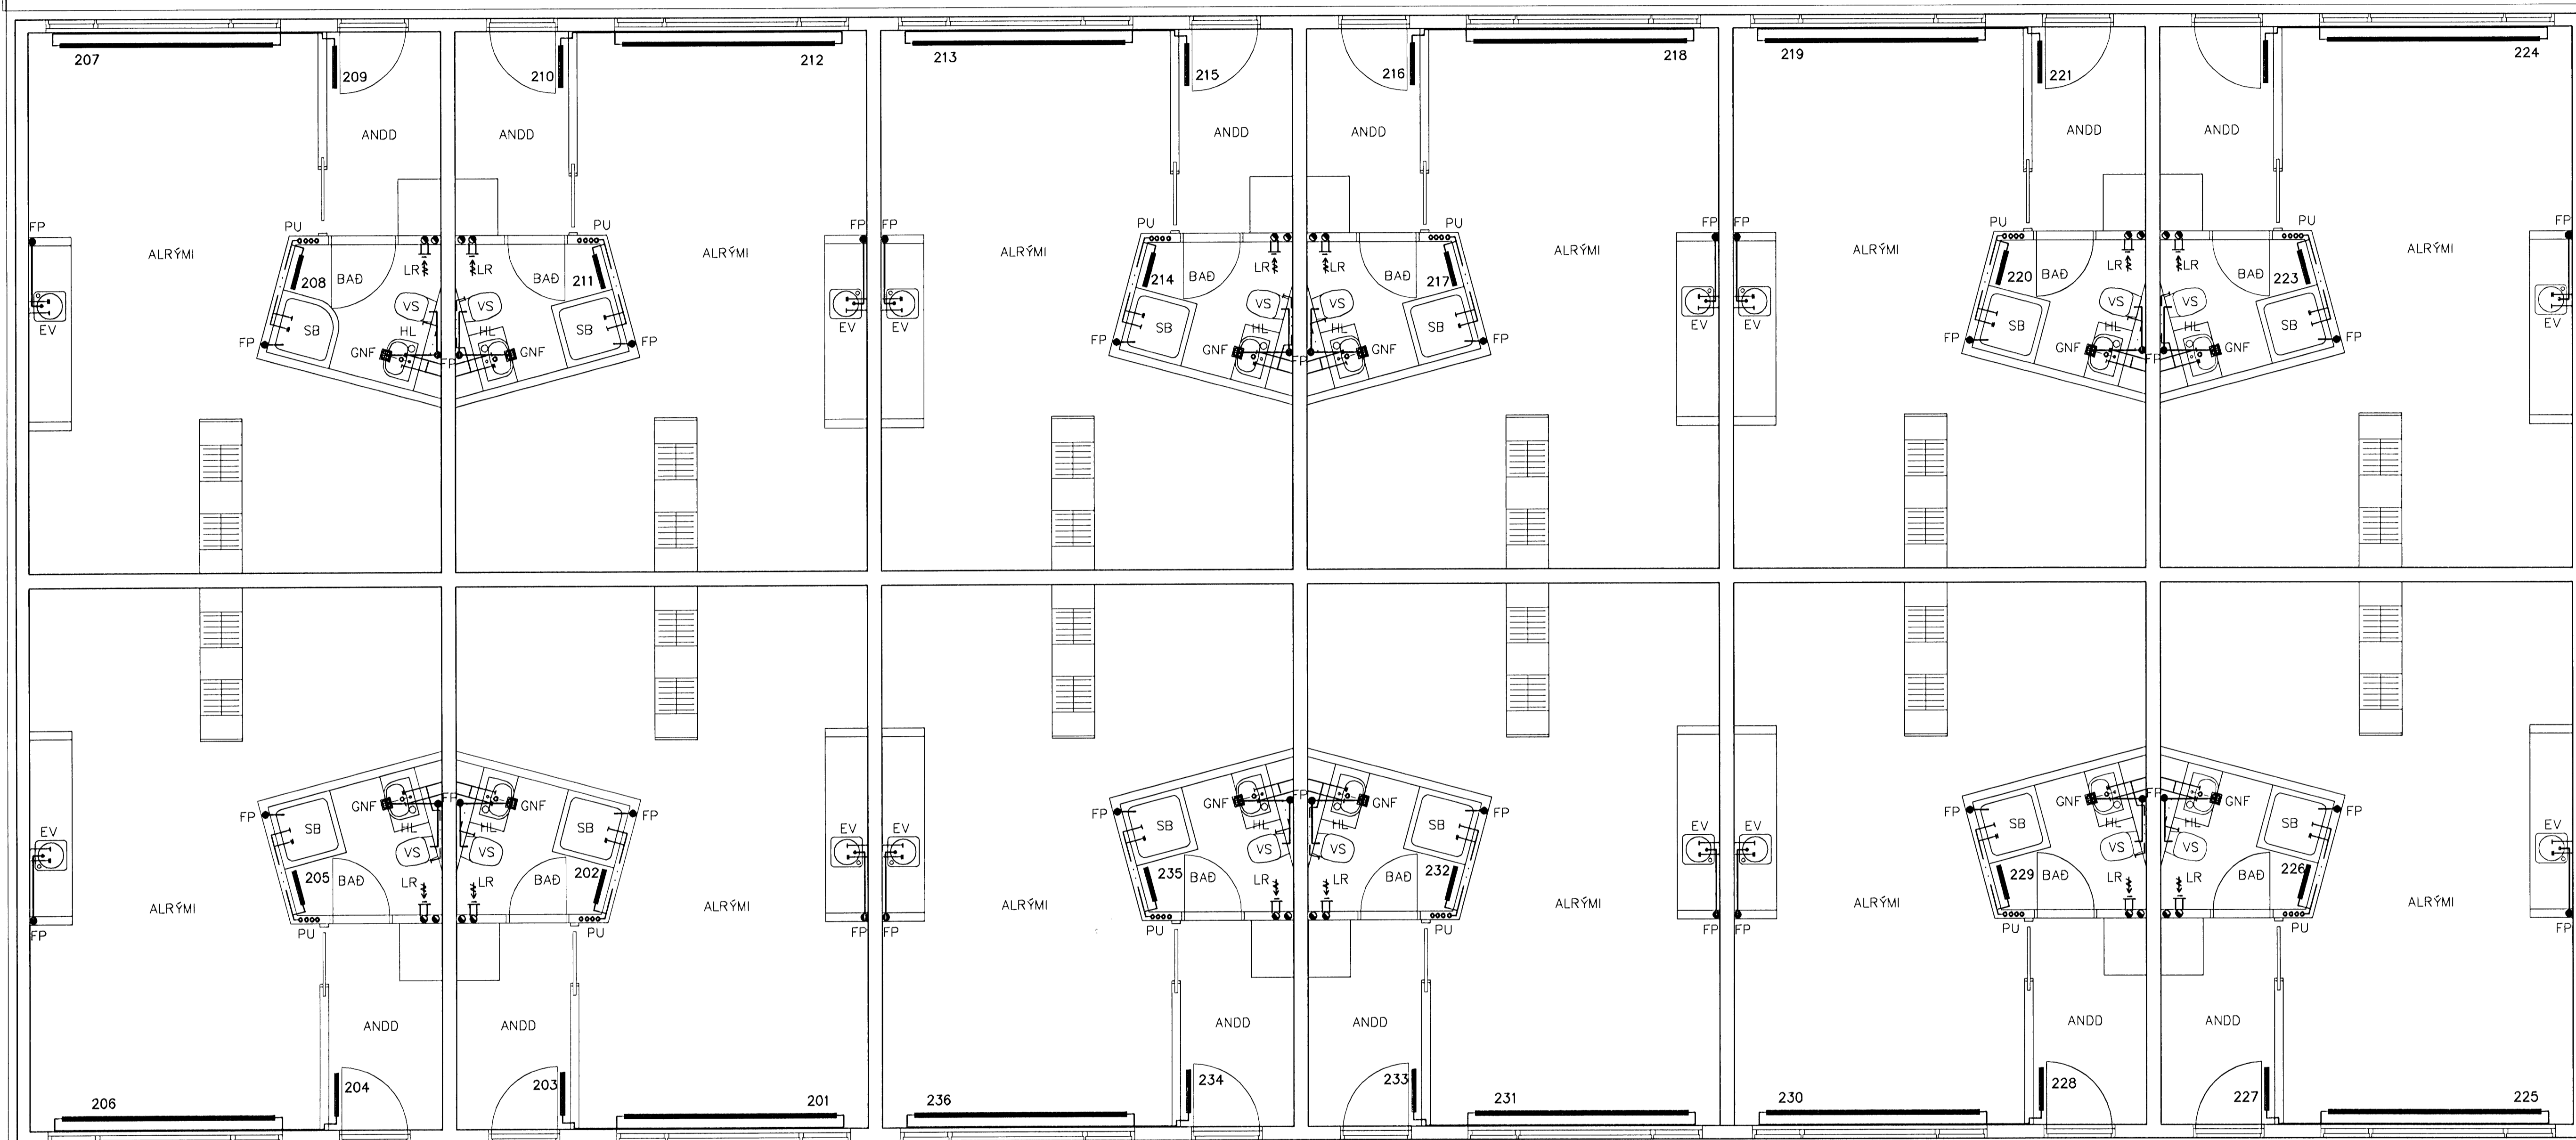 207 209 210 212 213 215 216 218 219 221 224
ANDD ANDD ANDD ANDD ANDD ANDD
FP PU PU FP FP PU PU FP FP PU PU FP
ALRÝMI ALRÝMI ALRÝMI ALRÝMI ALRÝMI ALRÝMI
208 BAÐ LR LR BAÐ 211 214 BAÐ LR LR BAÐ 217 220 BAÐ LR LR BAÐ 223
VS VS VS VS VS VS
EV SB HL HL SB EV EV SB HL HL SB EV EV SB HL HL SB EV
FP GNF FP GNF FP FP GNF FP GNF FP FP GNF FP GNF FP
FP GNF FP GNF FP FP GNF FP GNF FP FP GNF FP GNF FP
EV SB HL HL SB EV EV SB HL HL SB EV EV SB HL HL SB EV
VS VS VS VS VS VS
205 BAÐ LR LR BAÐ 202 235 BAÐ LR LR BAÐ 232 229 BAÐ LR LR BAÐ 226
ALRÝMI ALRÝMI ALRÝMI ALRÝMI ALRÝMI ALRÝMI
FP PU PU FP FP PU PU FP FP PU PU FP
ANDD ANDD ANDD ANDD ANDD ANDD
206 204 203 201 236 234 233 231 230 228 227 225